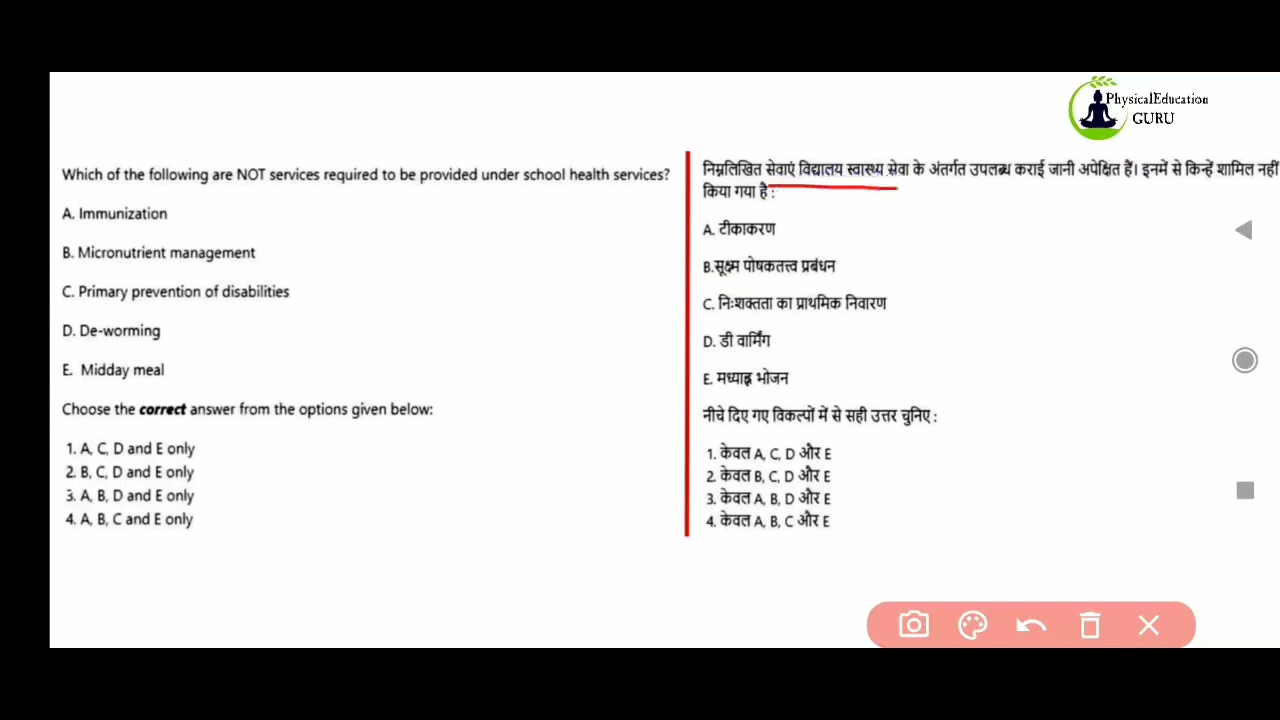 PhysicalEducation
GURU
Which of the following are NOT services required to be provided under school health services?
A. Immunization
B. Micronutrient management
C. Primary prevention of disabilities
D. De-worming
E. Midday meal
Choose the correct answer from the options given below:
1. A, C, D and E only
2. B, C, D and E only
3. A, B, D and E only
4. A, B, C and E only
निम्नलिखित सेवाएं विद्यालय स्वास्थ्य सेवा के अंतर्गत उपलब्ध कराई जानी अपेक्षित हैं। इनमें से किन्हें शामिल नहीं
किया गया है :
A. टीकाकरण
B.सूक्ष्म पोषकतत्त्व प्रबंधन
C. निःशक्तता का प्राथमिक निवारण
D. डी वार्मिंग
E. मध्याह्न भोजन
नीचे दिए गए विकल्पों में से सही उत्तर चुनिए :
1. केवल A, C, D और E
2. केवल B, C, D और E
3. केवल A, B, D और E
4. केवल A, B, C और E